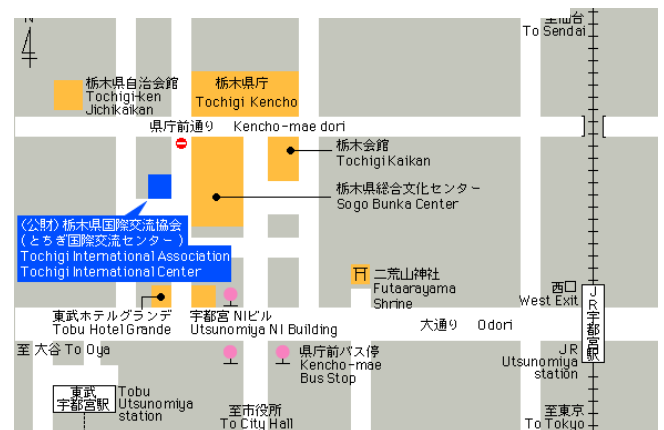 N
至仙台
To Sendai
栃木県自治会館
Tochigi-ken
Jichikaikan
栃木県庁
Tochigi Kencho
県庁前通り Kencho-mae dori
栃木会館
Tochigi Kaikan
栃木県総合文化センター
Sogo Bunka Center
(公財)栃木県国際交流協会
(とちぎ国際交流センター)
Tochigi International Association
Tochigi International Center
二荒山神社
Futaarayama
Shrine
西口
West Exit
JR宇都宮駅
東武ホテルグランデ
Tobu Hotel Grande
宇都宮 NIビル
Utsunomiya NI Building
大通り Odori
至 大谷 To Oya
県庁前バス停
Kencho-mae
Bus Stop
JR
Utsunomiya
station
東武
宇都宮駅
Tobu
Utsunomiya
station
至市役所
To City Hall
至東京
To Tokyo